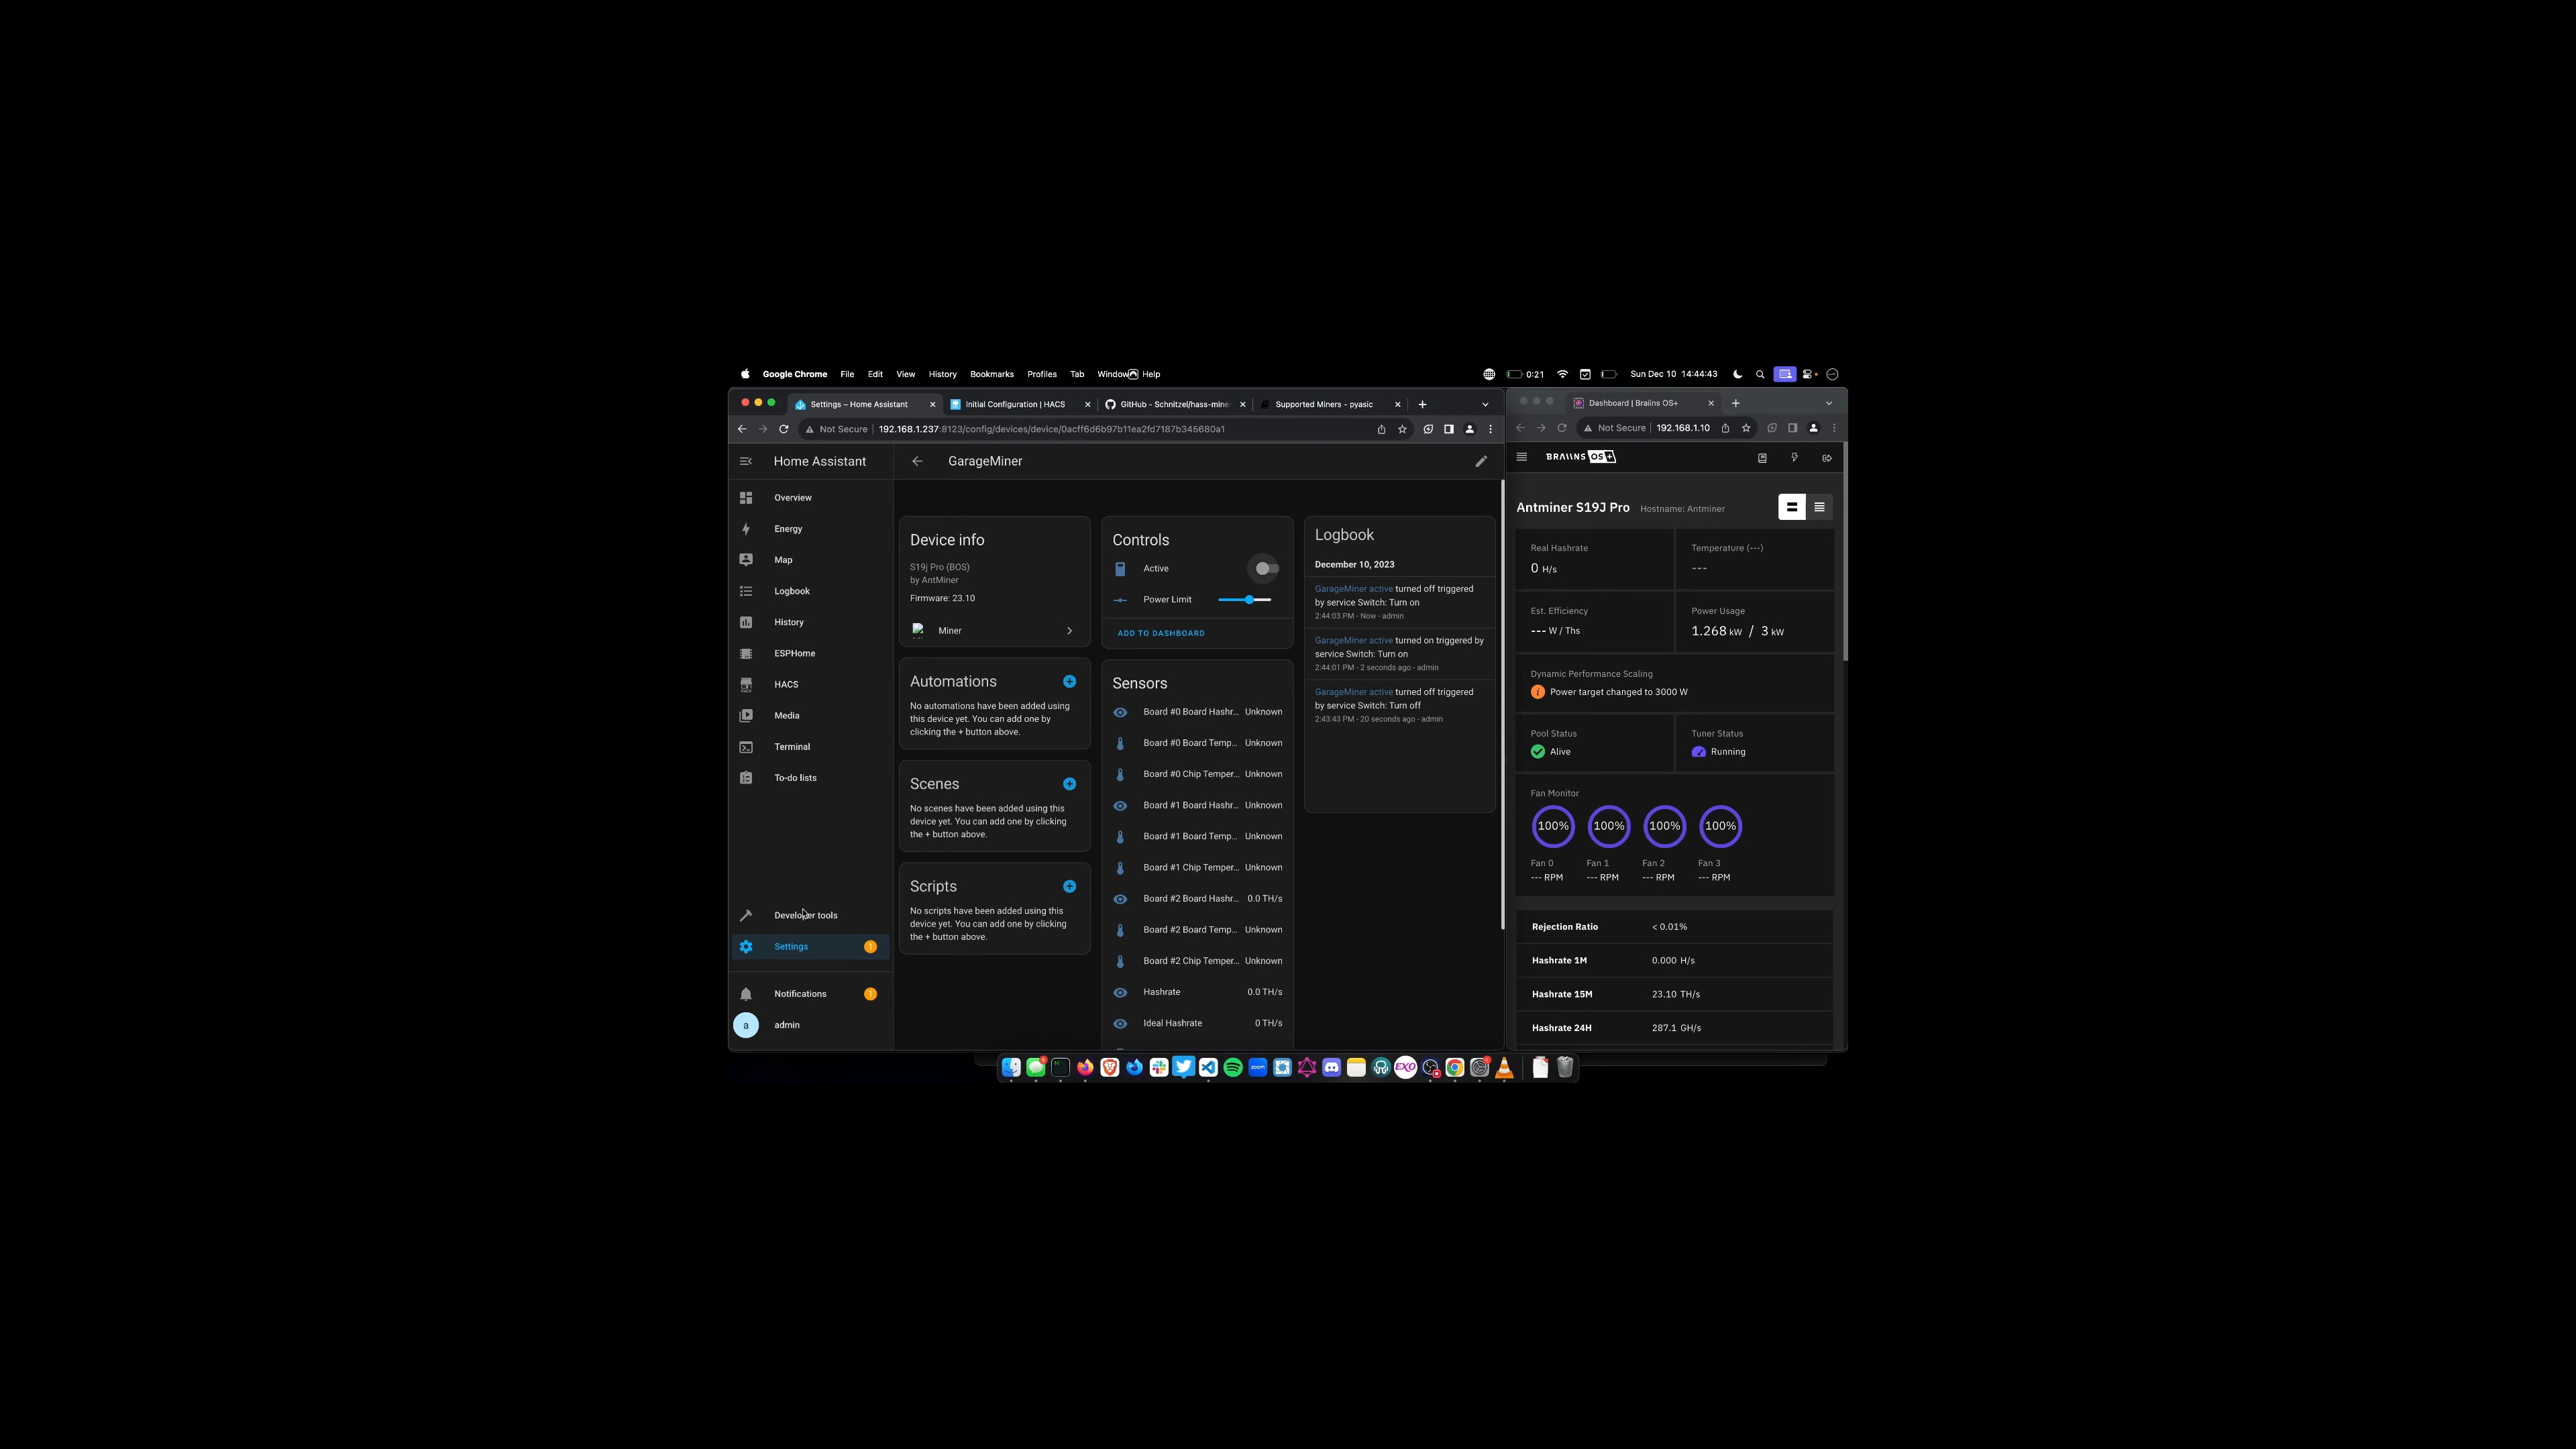 Google Chrome File Edit View History Bookmarks Profiles Tab Window Help
0:21 Sun Dec 10 14:44:43
Settings – Home Assistant
Initial Configuration | HACS
GitHub - Schnitzel/hass-mine
Supported Miners - pyasic
Not Secure 192.168.1.237:8123/config/devices/device/0acff6d6b97b11ea2fd7187b345680a1
Home Assistant
Overview
Energy
Map
Logbook
History
ESPHome
HACS
Media
Terminal
To-do lists
Developer tools
Settings 1
Notifications 1
a admin
GarageMiner
Device info
S19j Pro (BOS)
by AntMiner
Firmware: 23.10
Miner
Automations
No automations have been added using
this device yet. You can add one by
clicking the + button above.
Scenes
No scenes have been added using this
device yet. You can add one by clicking
the + button above.
Scripts
No scripts have been added using this
device yet. You can add one by clicking
the + button above.
Controls
Active
Power Limit
ADD TO DASHBOARD
Sensors
Board #0 Board Hashr... Unknown
Board #0 Board Temp... Unknown
Board #0 Chip Temper... Unknown
Board #1 Board Hashr... Unknown
Board #1 Board Temp... Unknown
Board #1 Chip Temper... Unknown
Board #2 Board Hashr... 0.0 TH/s
Board #2 Board Temp... Unknown
Board #2 Chip Temper... Unknown
Hashrate 0.0 TH/s
Ideal Hashrate 0 TH/s
Logbook
December 10, 2023
GarageMiner active turned off triggered
by service Switch: Turn on
2:44:03 PM - Now - admin
GarageMiner active turned on triggered by
service Switch: Turn on
2:44:01 PM - 2 seconds ago - admin
GarageMiner active turned off triggered
by service Switch: Turn off
2:43:43 PM - 20 seconds ago - admin
Dashboard | Braiins OS+
Not Secure 192.168.1.10
BRAIINS OS+
Antminer S19J Pro Hostname: Antminer
Real Hashrate
0 H/s
Temperature (---)
---
Est. Efficiency
--- W / Ths
Power Usage
1.268 kW / 3 kW
Dynamic Performance Scaling
Power target changed to 3000 W
Pool Status
Alive
Tuner Status
Running
Fan Monitor
100% 100% 100% 100%
Fan 0 Fan 1 Fan 2 Fan 3
--- RPM --- RPM --- RPM --- RPM
Rejection Ratio < 0.01%
Hashrate 1M 0.000 H/s
Hashrate 15M 23.10 TH/s
Hashrate 24H 287.1 GH/s
zoom
EXO